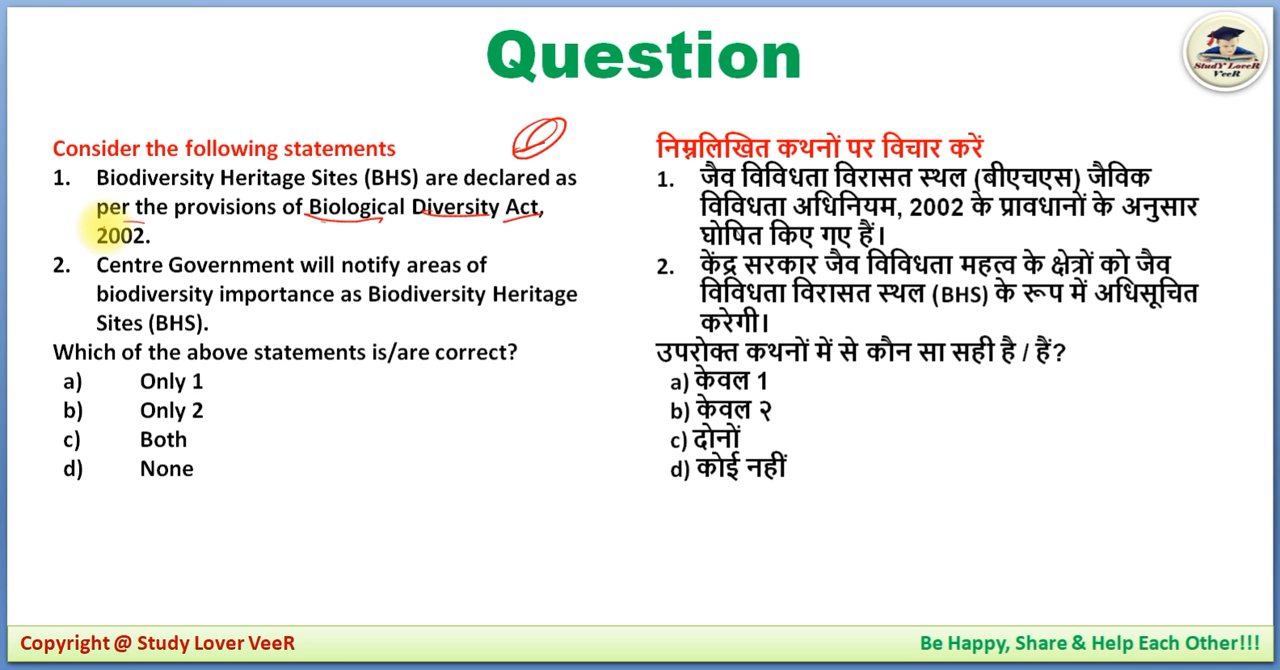 Question
StudY LoveR
VeeR
Consider the following statements
1. Biodiversity Heritage Sites (BHS) are declared as
per the provisions of Biological Diversity Act,
2002.
2. Centre Government will notify areas of
biodiversity importance as Biodiversity Heritage
Sites (BHS).
Which of the above statements is/are correct?
a) Only 1
b) Only 2
c) Both
d) None
निम्नलिखित कथनों पर विचार करें
1. जैव विविधता विरासत स्थल (बीएचएस) जैविक
विविधता अधिनियम, 2002 के प्रावधानों के अनुसार
घोषित किए गए हैं।
2. केंद्र सरकार जैव विविधता महत्व के क्षेत्रों को जैव
विविधता विरासत स्थल (BHS) के रूप में अधिसूचित
करेगी।
उपरोक्त कथनों में से कौन सा सही है / हैं?
a) केवल 1
b) केवल २
c) दोनों
d) कोई नहीं
Copyright @ Study Lover VeeR
Be Happy, Share & Help Each Other!!!